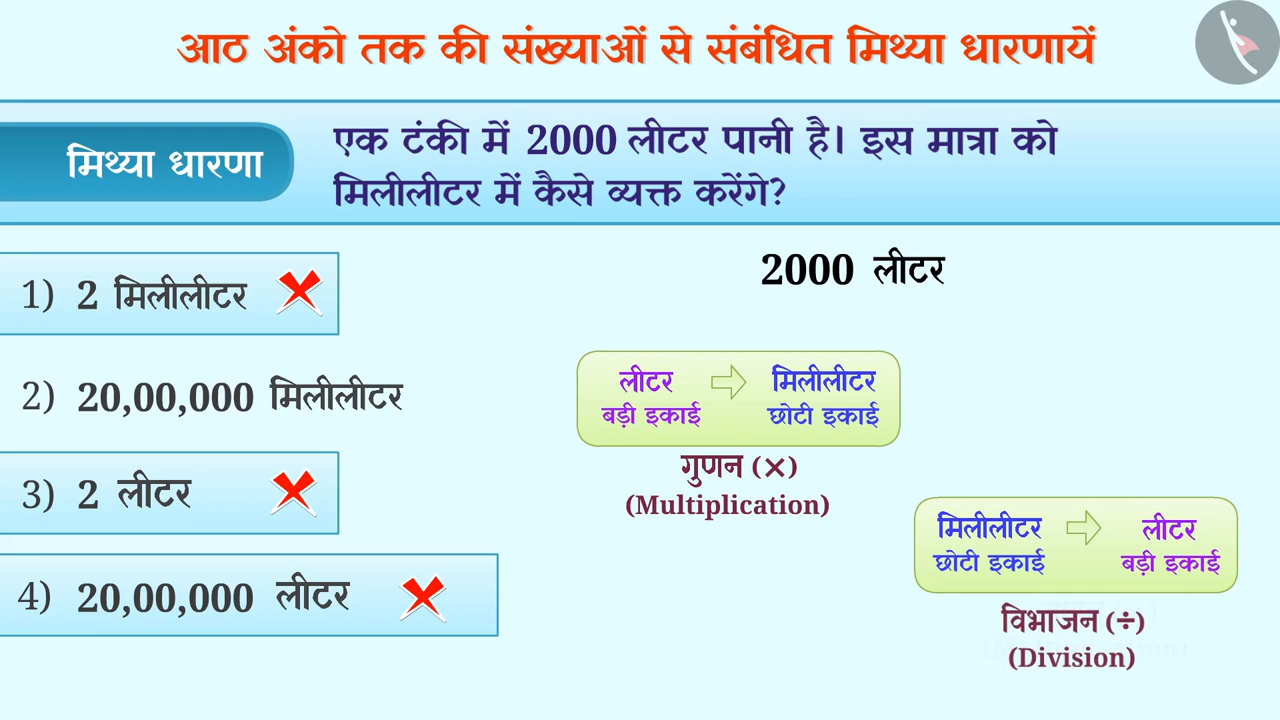 आठ अंको तक की संख्याओं से संबंधित मिथ्या धारणायें
मिथ्या धारणा
एक टंकी में 2000 लीटर पानी है। इस मात्रा को
मिलीलीटर में कैसे व्यक्त करेंगे?
1) 2 मिलीलीटर
2) 20,00,000 मिलीलीटर
3) 2 लीटर
4) 20,00,000 लीटर
2000 लीटर
लीटर मिलीलीटर
बड़ी इकाई छोटी इकाई
गुणन (×)
(Multiplication)
मिलीलीटर लीटर
छोटी इकाई बड़ी इकाई
विभाजन (÷)
(Division)